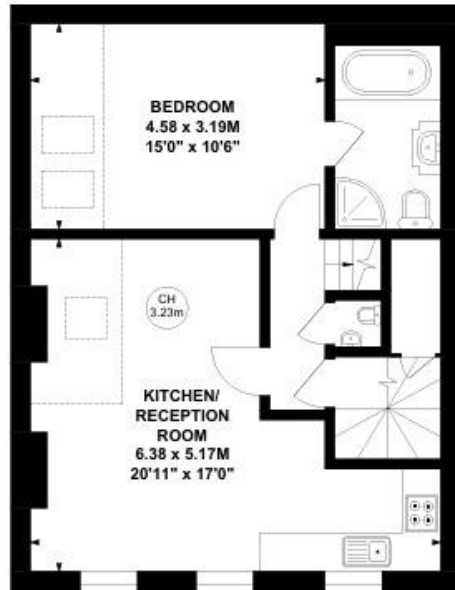 BEDROOM
4.58 x 3.19M
15'0" x 10'6"
CH
3.23m
KITCHEN/
RECEPTION
ROOM
6.38 x 5.17M
20'11" x 17'0"